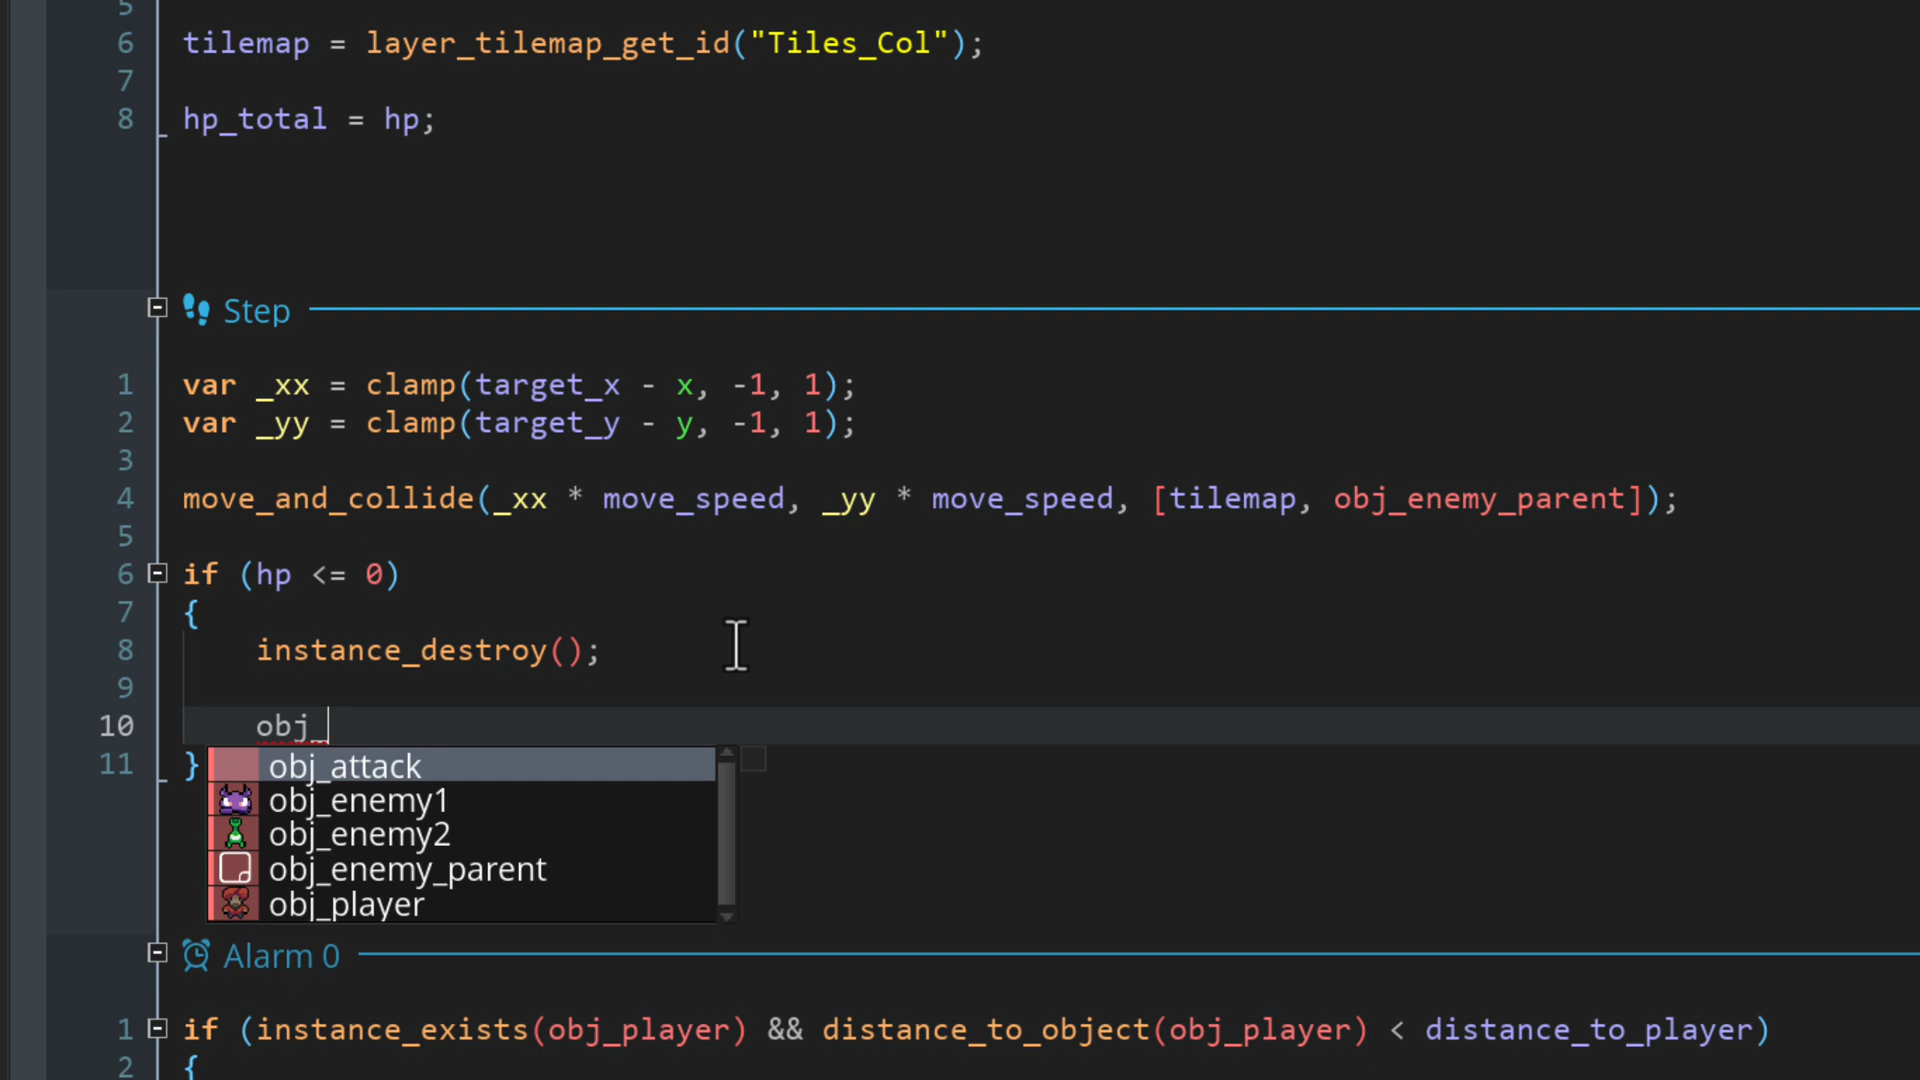 5
6 tilemap = layer_tilemap_get_id("Tiles_Col");
7
8 hp_total = hp;
Step
1 var _xx = clamp(target_x - x, -1, 1);
2 var _yy = clamp(target_y - y, -1, 1);
3
4 move_and_collide(_xx * move_speed, _yy * move_speed, [tilemap, obj_enemy_parent]);
5
6 if (hp <= 0)
7 {
8 instance_destroy();
9
10 obj_
11 }
obj_attack
obj_enemy1
obj_enemy2
obj_enemy_parent
obj_player
Alarm 0
1 if (instance_exists(obj_player) && distance_to_object(obj_player) < distance_to_player)
2 {